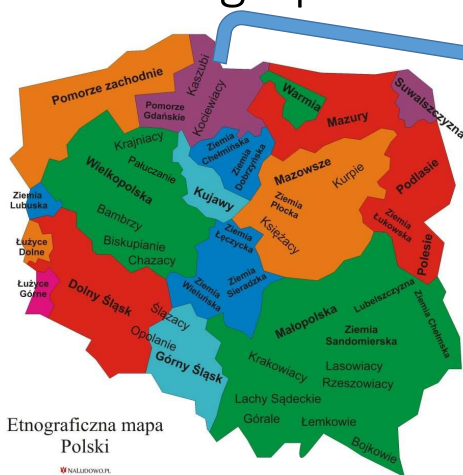 Pomorze zachodnie
Kaszubi
Kociewiacy
Pomorze
Gdańskie
Warmia
Mazury
Suwalszczyzna
Krajniacy
Ziemia
Chełmińska
Ziemia
Dobrzyńska
Pałuczanie
Wielkopolska
Kujawy
Mazowsze
Kurpie
Podlasie
Ziemia
Lubuska
Bambrzy
Ziemia
Płocka
Księżacy
Ziemia
Łukowska
Polesie
Łużyce
Dolne
Biskupianie
Chazacy
Ziemia
Łęczycka
Łużyce
Górne
Dolny Śląsk
Ziemia
Wieluńska
Ziemia
Sieradzka
Ślązacy
Opolanie
Górny Śląsk
Małopolska
Lubelszczyzna
Ziemia Chełmska
Ziemia
Sandomierska
Krakowiacy
Lasowiacy
Rzeszowiacy
Lachy Sądeckie
Górale
Łemkowie
Bojkowie
Etnograficzna mapa
Polski
NALUDOWO.PL